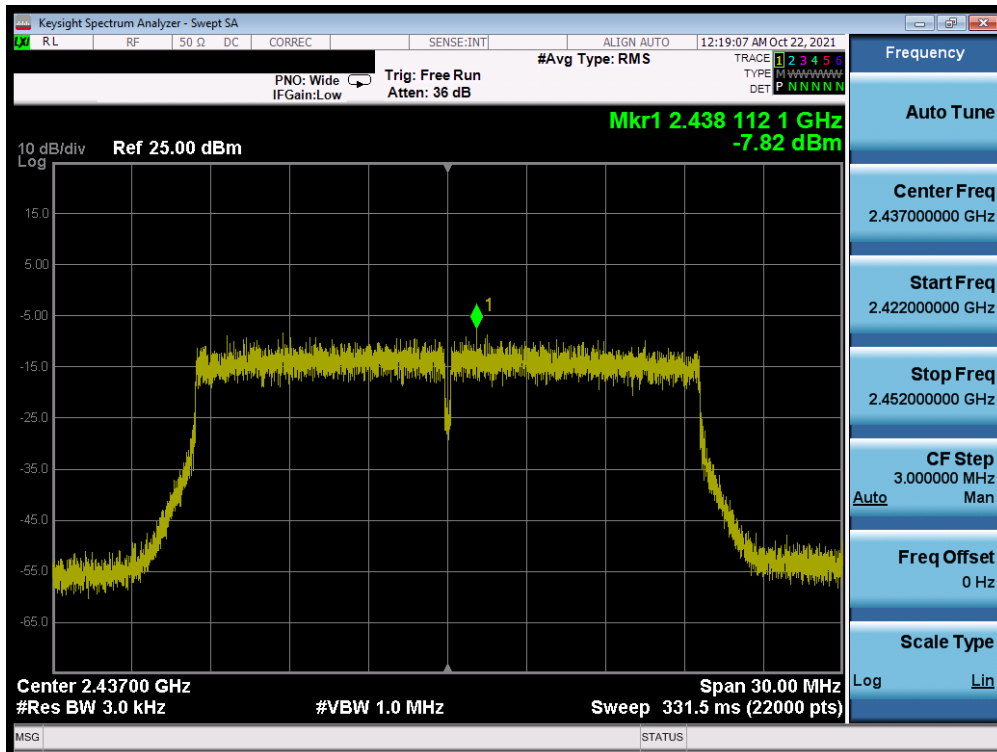 Keysight Spectrum Analyzer - Swept SA
LXI RL RF 50 Ω DC CORREC SENSE:INT ALIGN AUTO 12:19:07 AM Oct 22, 2021
#Avg Type: RMS
TRACE 1 2 3 4 5 6
PNO: Wide
Trig: Free Run
TYPE M WWWWW
IFGain:Low
Atten: 36 dB
DET P N N N N N
Mkr1 2.438 112 1 GHz
-7.82 dBm
10 dB/div
Log
Ref 25.00 dBm
15.0
5.00
-5.00
-15.0
-25.0
-35.0
-45.0
-55.0
-65.0
1
Center 2.43700 GHz
Span 30.00 MHz
#Res BW 3.0 kHz
#VBW 1.0 MHz
Sweep 331.5 ms (22000 pts)
MSG
STATUS
Frequency
Auto Tune
Center Freq
2.437000000 GHz
Start Freq
2.422000000 GHz
Stop Freq
2.452000000 GHz
CF Step
3.000000 MHz
Auto Man
Freq Offset
0 Hz
Scale Type
Log Lin